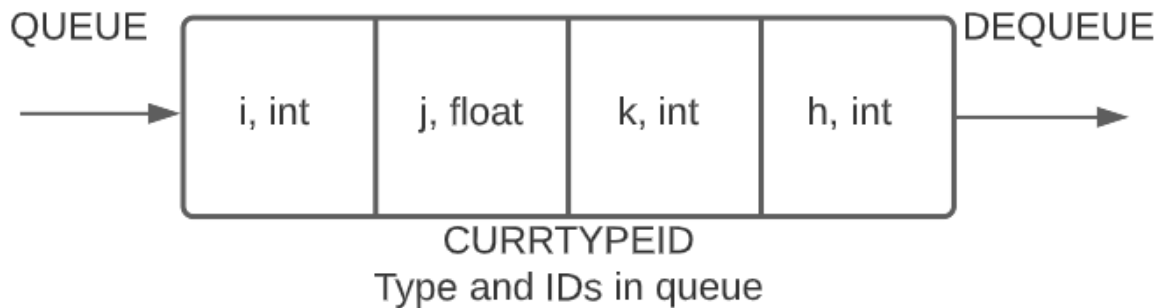 QUEUE
DEQUEUE
i, int
j, float
k, int
h, int
CURRTYPEID
Type and IDs in queue